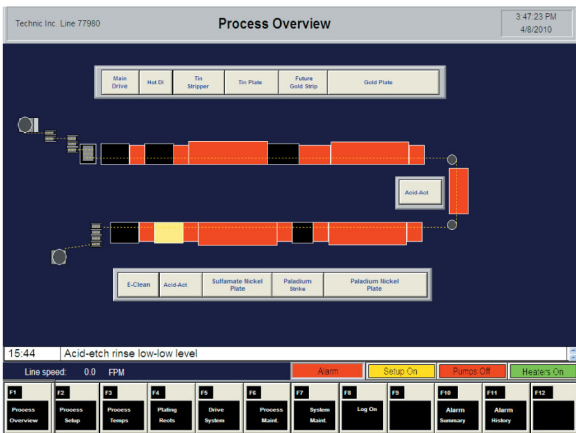 Technic Inc. Line 77980
Process Overview
3:47:23 PM
4/8/2010
Main Drive
Hot DI
Tin Stripper
Tin Plate
Future Gold Strip
Gold Plate
Acid-Act
E-Clean
Acid-Act
Sulfamate Nickel Plate
Paladium Strike
Paladium Nickel Plate
15:44 Acid-etch rinse low-low level
Line speed: 0.0 FPM
Alarm
Setup On
Pumps Off
Heaters On
F1 Process Overview
F2 Process Setup
F3 Process Temps
F4 Plating Rects
F5 Drive System
F6 Process Maint.
F7 System Maint.
F8 Log On
F9
F10 Alarm Summary
F11 Alarm History
F12